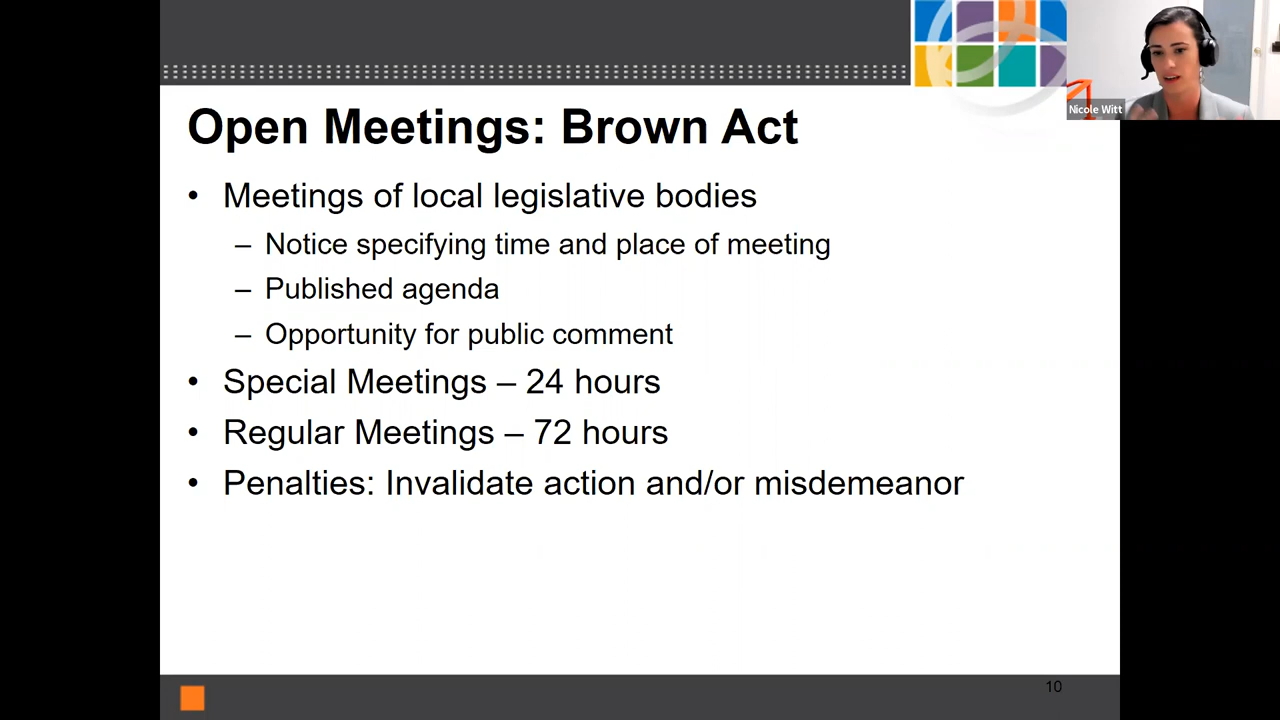 Nicole Witt
Open Meetings: Brown Act
• Meetings of local legislative bodies
– Notice specifying time and place of meeting
– Published agenda
– Opportunity for public comment
• Special Meetings – 24 hours
• Regular Meetings – 72 hours
• Penalties: Invalidate action and/or misdemeanor
10